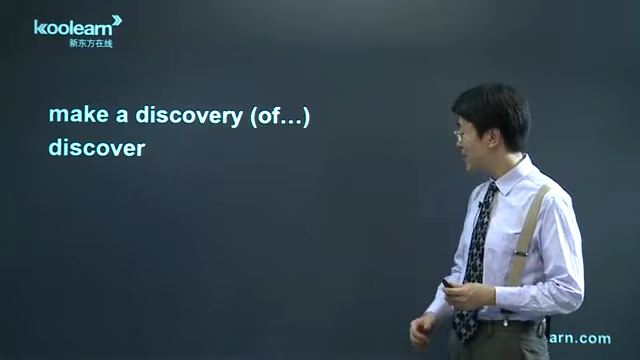 koolearn
新东方在线
make a discovery (of…)
discover
arn.com